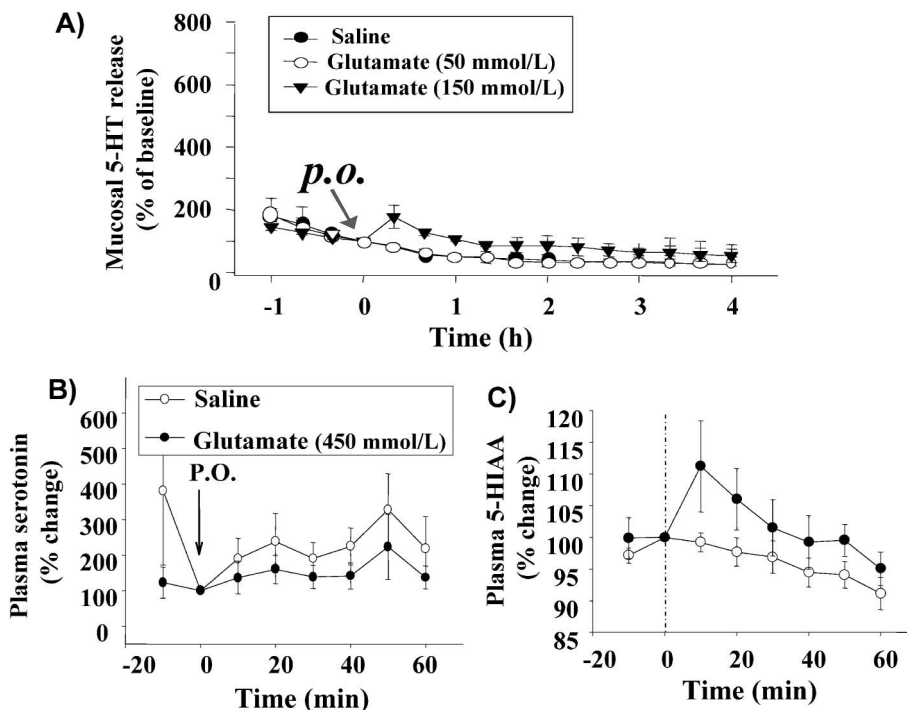 A)
Mucosal 5-HT release
(% of baseline)
800
600
400
200
0
Saline
Glutamate (50 mmol/L)
Glutamate (150 mmol/L)
p.o.
-1 0 1 2 3 4
Time (h)
B)
Plasma serotonin
(% change)
600
500
400
300
200
100
0
Saline
Glutamate (450 mmol/L)
P.O.
-20 0 20 40 60
Time (min)
C)
Plasma 5-HIAA
(% change)
120
115
110
105
100
95
90
85
-20 0 20 40 60
Time (min)